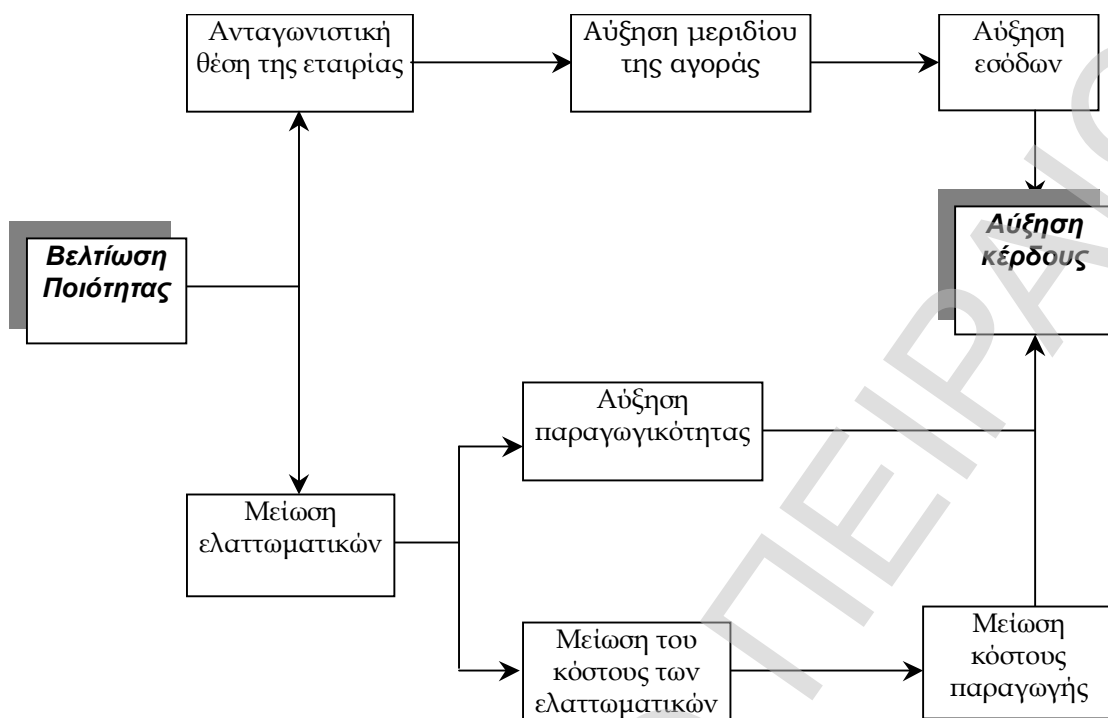 Ανταγωνιστική
θέση της εταιρίας
Αύξηση μεριδίου
της αγοράς
Αύξηση
εσόδων
Βελτίωση
Ποιότητας
Αύξηση
κέρδους
Αύξηση
παραγωγικότητας
Μείωση
ελαττωματικών
Μείωση του
κόστους των
ελαττωματικών
Μείωση
κόστους
παραγωγής